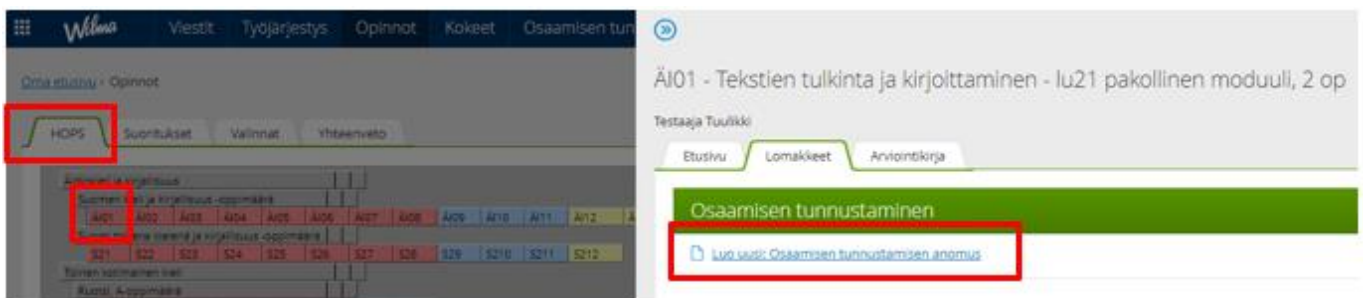 Wilma Viestit Työjärjestys Opinnot Kokeet Osaamisen tun
Oma etusivu › Opinnot
HOPS Suoritukset Valinnat Yhteenveto
Äidinkieli ja kirjallisuus
Suomen kieli ja kirjallisuus -oppimäärä
ÄI01 ÄI02 ÄI03 ÄI04 ÄI05 ÄI06 ÄI07 ÄI08 ÄI09 ÄI10 ÄI11 ÄI12
kirjallisuus -oppimäärä
S21 S22 S23 S24 S25 S26 S27 S28 S29 S210 S211 S212
Toinen kotimainen kieli
Ruotsi, A-oppimäärä
ÄI01 - Tekstien tulkinta ja kirjoittaminen - lu21 pakollinen moduuli, 2 op
Testaaja Tuulikki
Etusivu Lomakkeet Arviointikirja
Osaamisen tunnustaminen
Luo uusi: Osaamisen tunnustamisen anomus